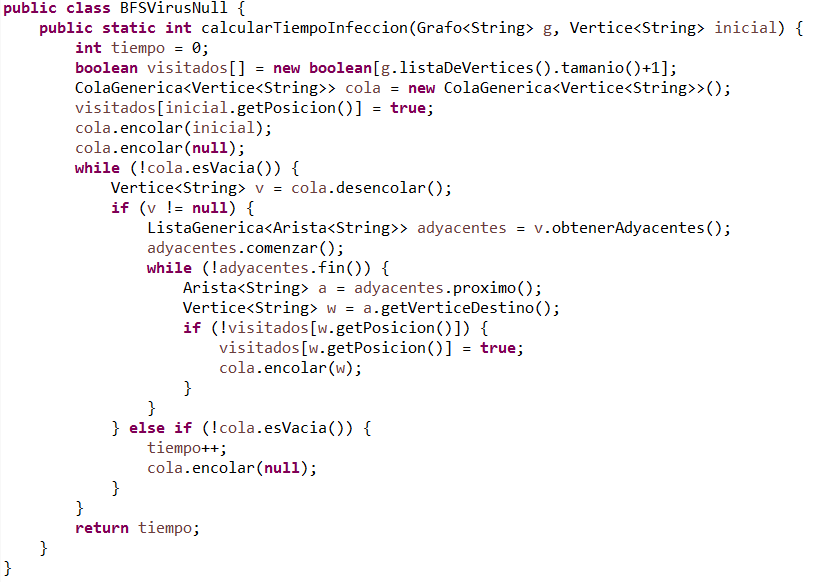 public class BFSVirusNull {
    public static int calcularTiempoInfeccion(Grafo<String> g, Vertice<String> inicial) {
        int tiempo = 0;
        boolean visitados[] = new boolean[g.listaDeVertices().tamanio()+1];
        ColaGenerica<Vertice<String>> cola = new ColaGenerica<Vertice<String>>();
        visitados[inicial.getPosicion()] = true;
        cola.encolar(inicial);
        cola.encolar(null);
        while (!cola.esVacia()) {
            Vertice<String> v = cola.desencolar();
            if (v != null) {
                ListaGenerica<Arista<String>> adyacentes = v.obtenerAdyacentes();
                adyacentes.comenzar();
                while (!adyacentes.fin()) {
                    Arista<String> a = adyacentes.proximo();
                    Vertice<String> w = a.getVerticeDestino();
                    if (!visitados[w.getPosicion()]) {
                        visitados[w.getPosicion()] = true;
                        cola.encolar(w);
                    }
                }
            } else if (!cola.esVacia()) {
                tiempo++;
                cola.encolar(null);
            }
        }
        return tiempo;
    }
}